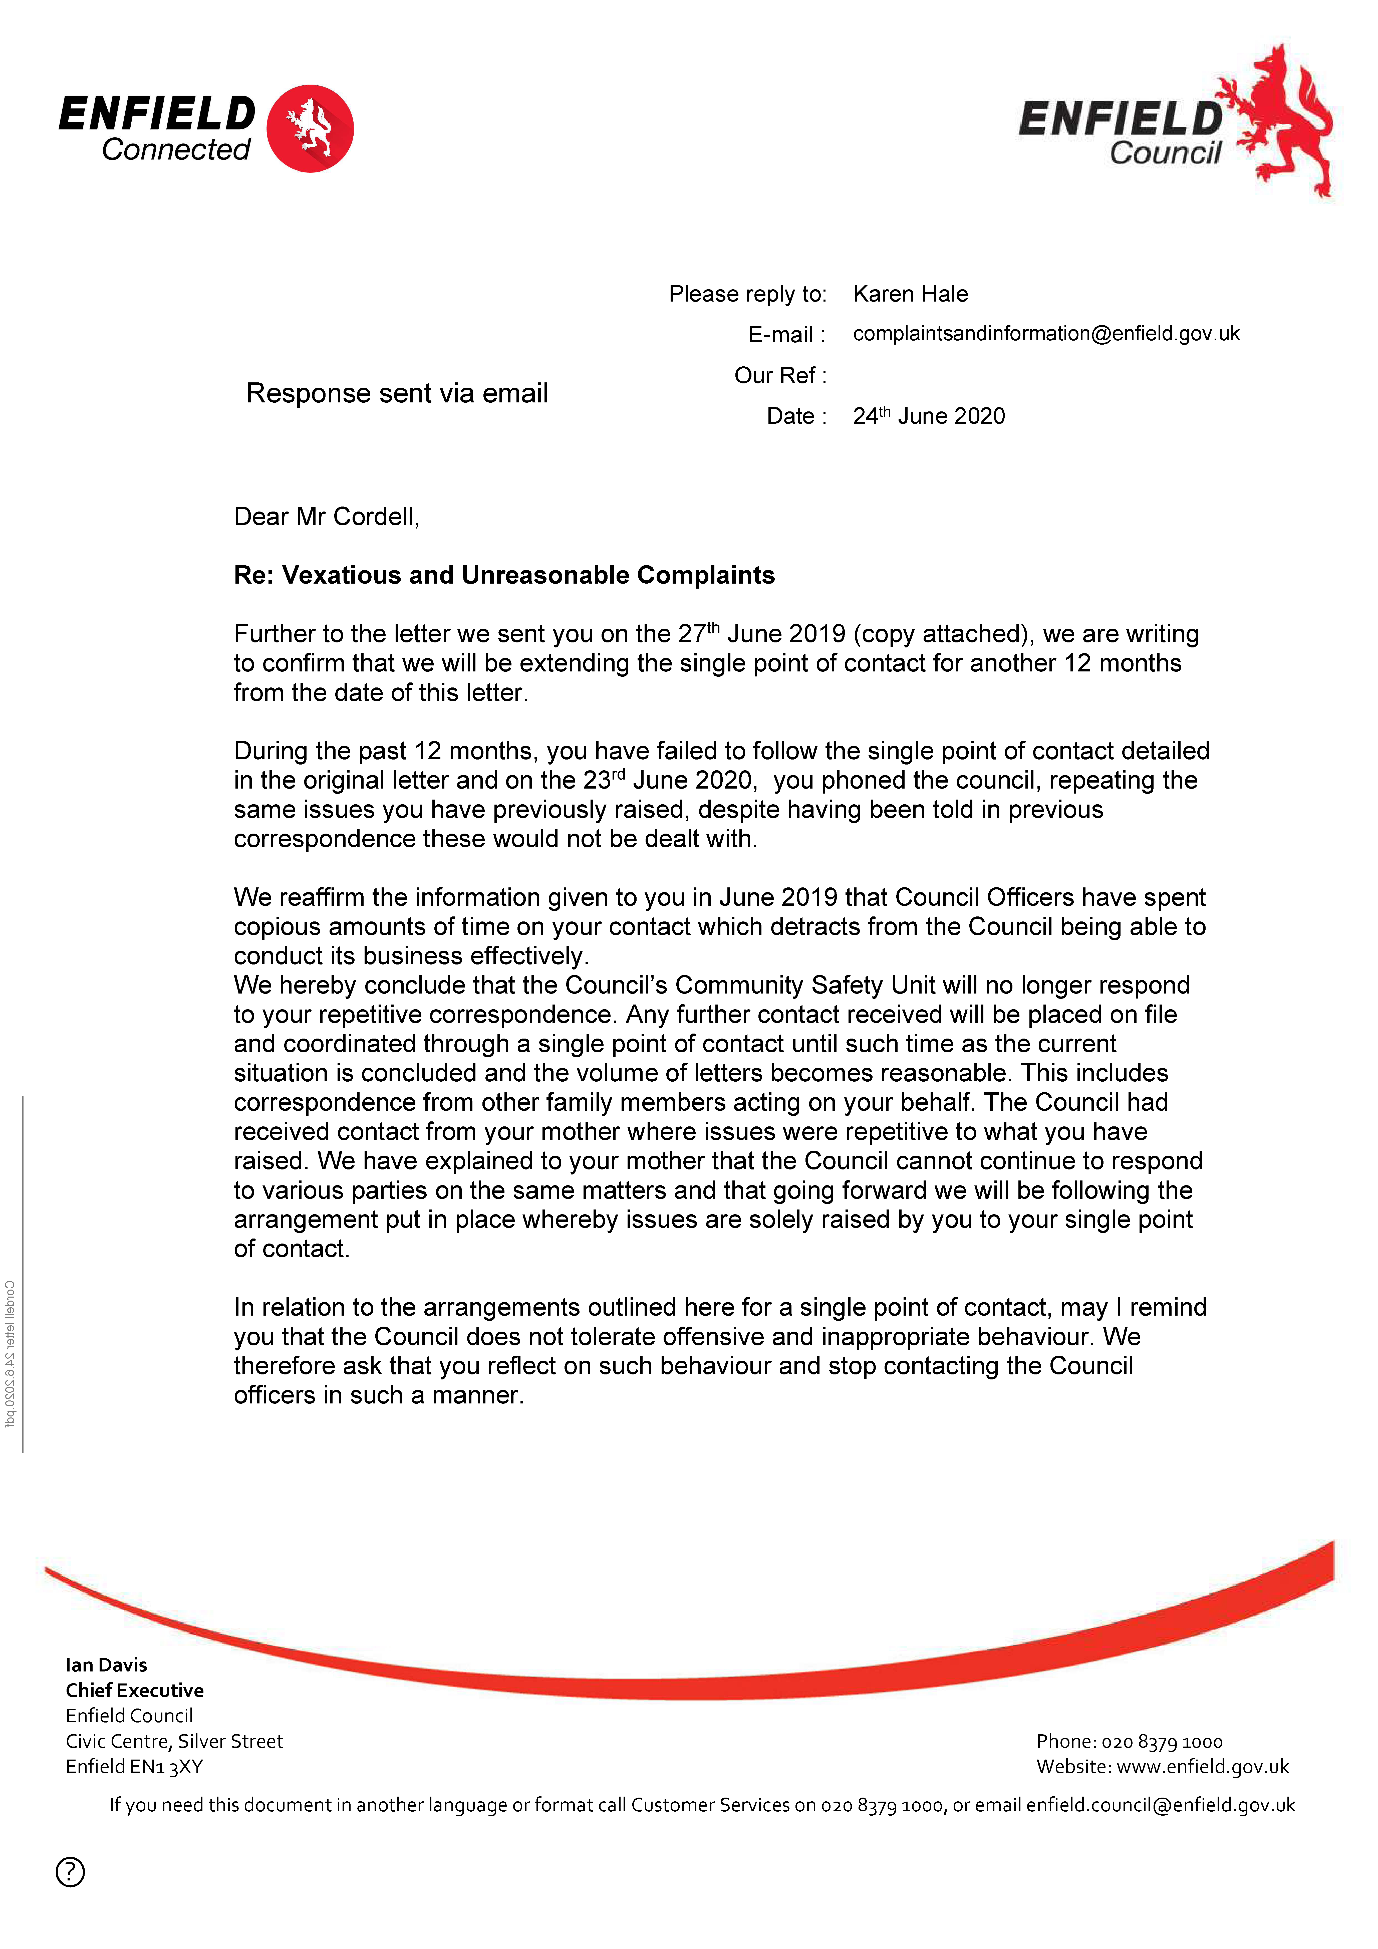 ENFIELD
Connected
ENFIELD
Council
Please reply to: Karen Hale
E-mail : complaintsandinformation@enfield.gov.uk
Our Ref :
Response sent via email
Date : 24th June 2020
Dear Mr Cordell,
Re: Vexatious and Unreasonable Complaints
Further to the letter we sent you on the 27th June 2019 (copy attached), we are writing
to confirm that we will be extending the single point of contact for another 12 months
from the date of this letter.
During the past 12 months, you have failed to follow the single point of contact detailed
in the original letter and on the 23rd June 2020, you phoned the council, repeating the
same issues you have previously raised, despite having been told in previous
correspondence these would not be dealt with.
We reaffirm the information given to you in June 2019 that Council Officers have spent
copious amounts of time on your contact which detracts from the Council being able to
conduct its business effectively.
We hereby conclude that the Council’s Community Safety Unit will no longer respond
to your repetitive correspondence. Any further contact received will be placed on file
and coordinated through a single point of contact until such time as the current
situation is concluded and the volume of letters becomes reasonable. This includes
correspondence from other family members acting on your behalf. The Council had
received contact from your mother where issues were repetitive to what you have
raised. We have explained to your mother that the Council cannot continue to respond
to various parties on the same matters and that going forward we will be following the
arrangement put in place whereby issues are solely raised by you to your single point
of contact.
In relation to the arrangements outlined here for a single point of contact, may I remind
you that the Council does not tolerate offensive and inappropriate behaviour. We
therefore ask that you reflect on such behaviour and stop contacting the Council
officers in such a manner.
Cordell letter 24.6.2020.pdf
Ian Davis
Chief Executive
Enfield Council
Civic Centre, Silver Street
Enfield EN1 3XY
Phone: 020 8379 1000
Website: www.enfield.gov.uk
If you need this document in another language or format call Customer Services on 020 8379 1000, or email enfield.council@enfield.gov.uk
?